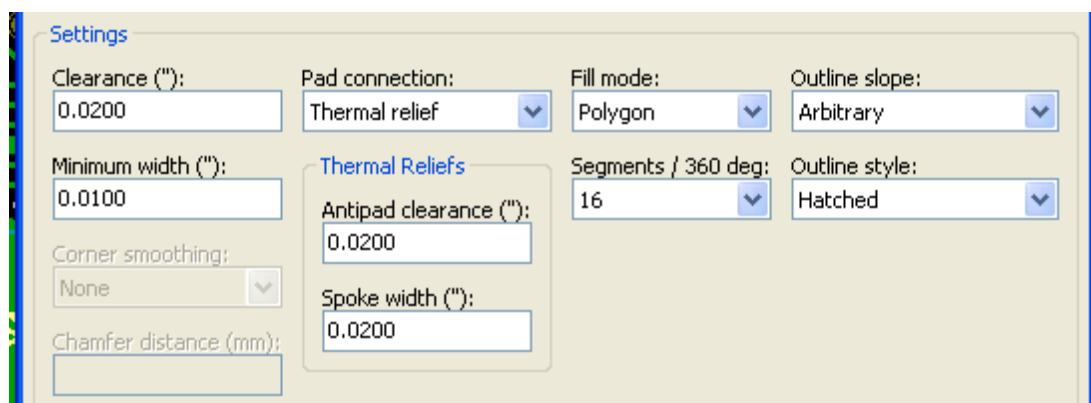 Settings
Clearance ("):
0.0200
Pad connection:
Thermal relief
Fill mode:
Polygon
Outline slope:
Arbitrary
Minimum width ("):
0.0100
Thermal Reliefs
Segments / 360 deg:
16
Outline style:
Hatched
Antipad clearance ("):
0.0200
Corner smoothing:
None
Spoke width ("):
0.0200
Chamfer distance (mm):